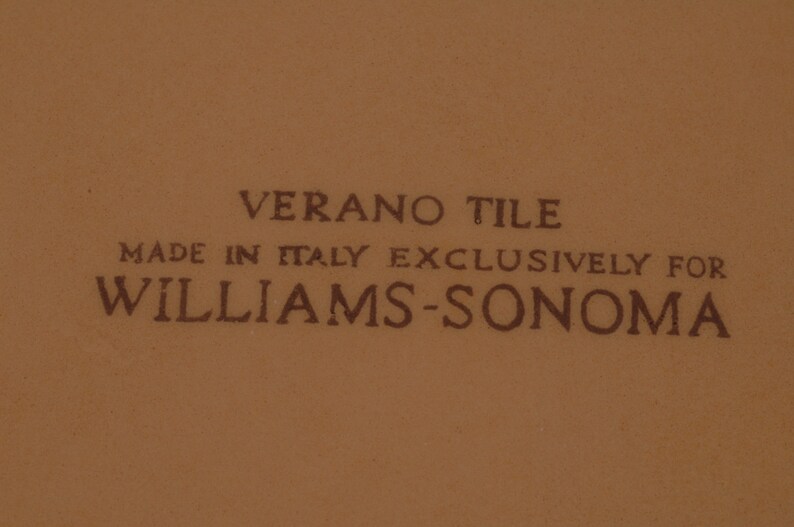 VERANO TILE
MADE IN ITALY EXCLUSIVELY FOR
WILLIAMS-SONOMA